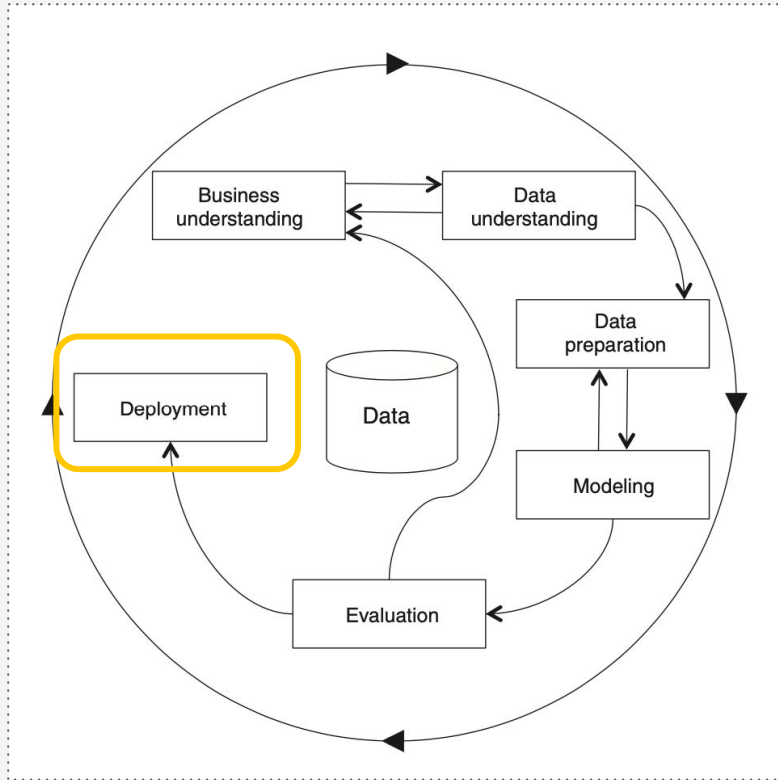 Business
understanding
Data
understanding
Data
preparation
Deployment
Data
Modeling
Evaluation